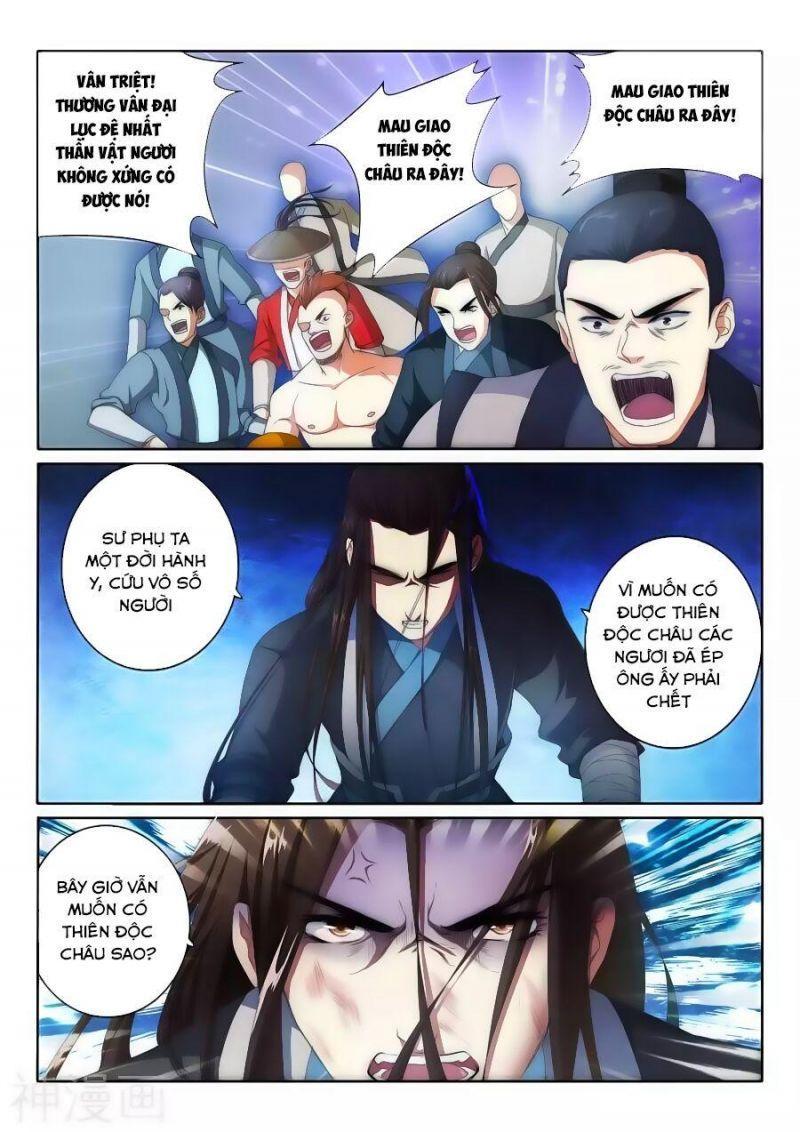 VÂN TRIỆT!
THƯƠNG VÂN ĐẠI
LỤC ĐỆ NHẤT
THẦN VẬT NGƯƠI
KHÔNG XỨNG CÓ
ĐƯỢC NÓ!
MAU GIAO
THIÊN ĐỘC
CHÂU RA ĐÂY!
MAU GIAO THIÊN
ĐỘC CHÂU RA ĐÂY!
SƯ PHỤ TA
MỘT ĐỜI HÀNH
Y, CỨU VÔ SỐ
NGƯỜI
VÌ MUỐN CÓ
ĐƯỢC THIÊN
ĐỘC CHÂU CÁC
NGƯƠI ĐÃ ÉP
ÔNG ẤY PHẢI
CHẾT
BÂY GIỜ VẪN
MUỐN CÓ
THIÊN ĐỘC
CHÂU SAO?
神漫画